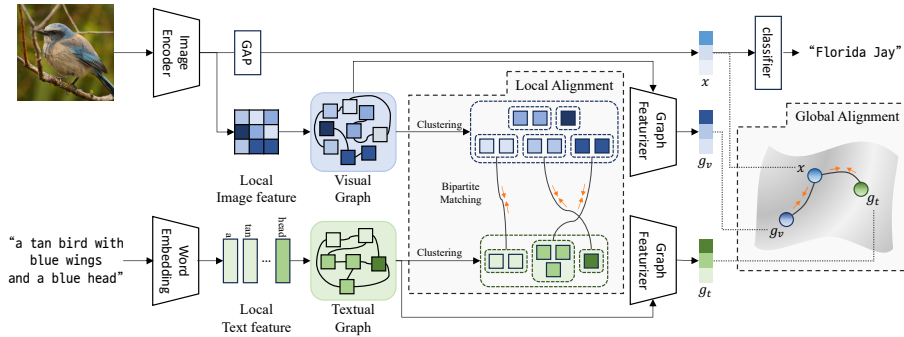 Image
Encoder
GAP
x
classifier
"Florida Jay"
Local Alignment
Clustering
Graph
Featurizer
g_v
Global Alignment
x
g_t
g_v
Local
Image feature
Visual
Graph
Bipartite
Matching
"a tan bird with
blue wings
and a blue head"
Word
Embedding
a
tan
...
head
Local
Text feature
Textual
Graph
Clustering
Graph
Featurizer
g_t